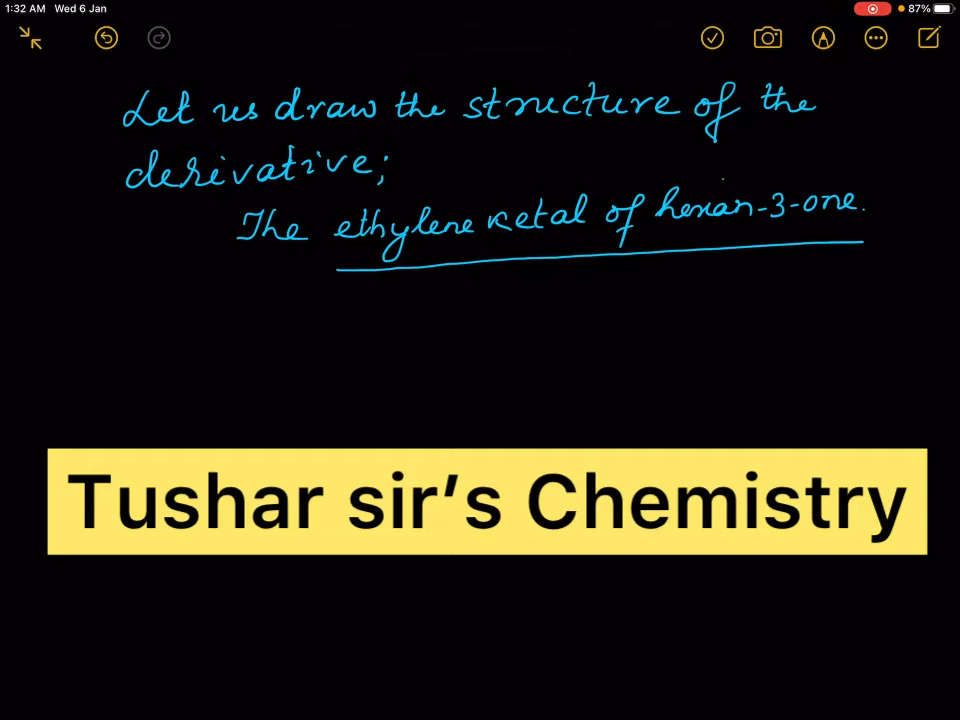 1:32 AM Wed 6 Jan 87%
Let us draw the structure of the
derivative;
The ethylene ketal of hexan-3-one.
Tushar sir's Chemistry